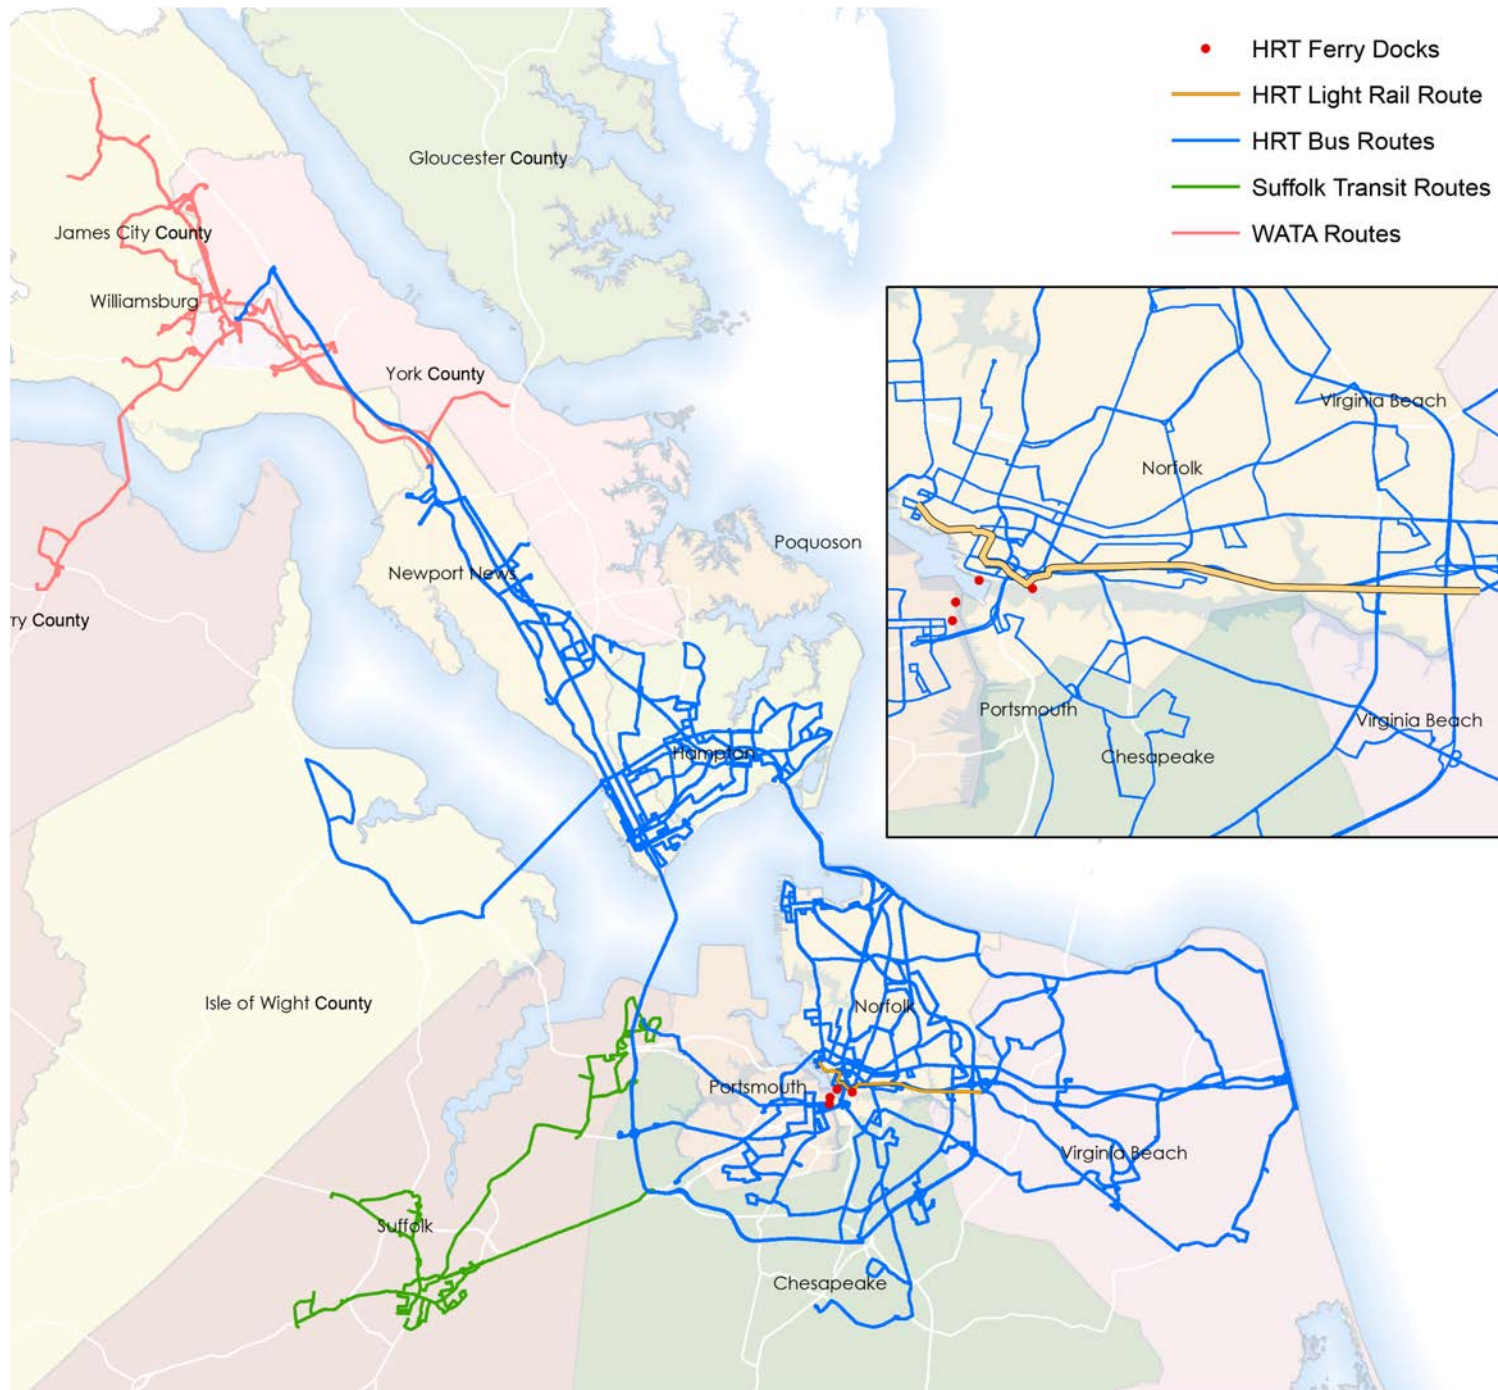 HRT Ferry Docks
HRT Light Rail Route
HRT Bus Routes
Suffolk Transit Routes
WATA Routes
Gloucester County
James City County
Williamsburg
York County
Poquoson
Newport News
ry County
Hampton
Isle of Wight County
Norfolk
Portsmouth
Virginia Beach
Suffolk
Chesapeake
Virginia Beach
Norfolk
Portsmouth
Virginia Beach
Chesapeake